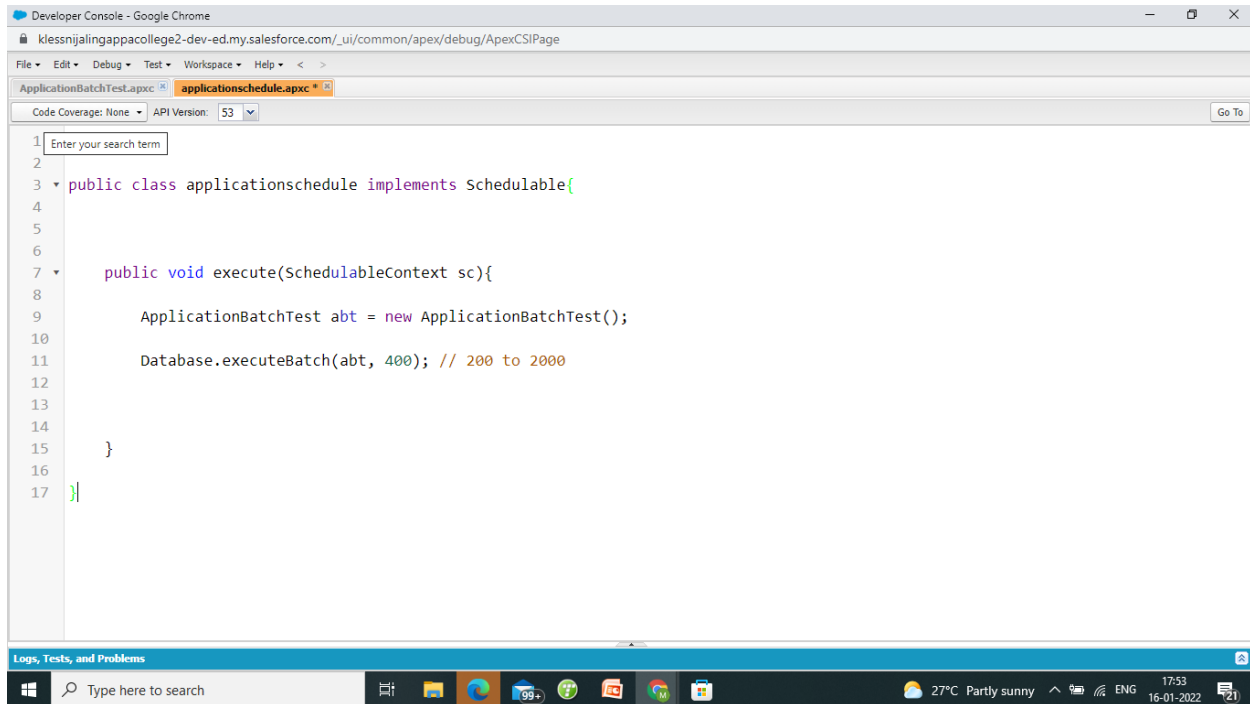 Developer Console - Google Chrome
klessnijalingappacollege2-dev-ed.my.salesforce.com/_ui/common/apex/debug/ApexCSIPage
File Edit Debug Test Workspace Help < >
ApplicationBatchTest.apxc applicationschedule.apxc *
Code Coverage: None API Version: 53 Go To
1 Enter your search term
2
3 public class applicationschedule implements Schedulable{
4
5
6
7 public void execute(SchedulableContext sc){
8
9 ApplicationBatchTest abt = new ApplicationBatchTest();
10
11 Database.executeBatch(abt, 400); // 200 to 2000
12
13
14
15 }
16
17 }
Logs, Tests, and Problems
Type here to search 99+ 27°C Partly sunny ENG 17:53
16-01-2022 21